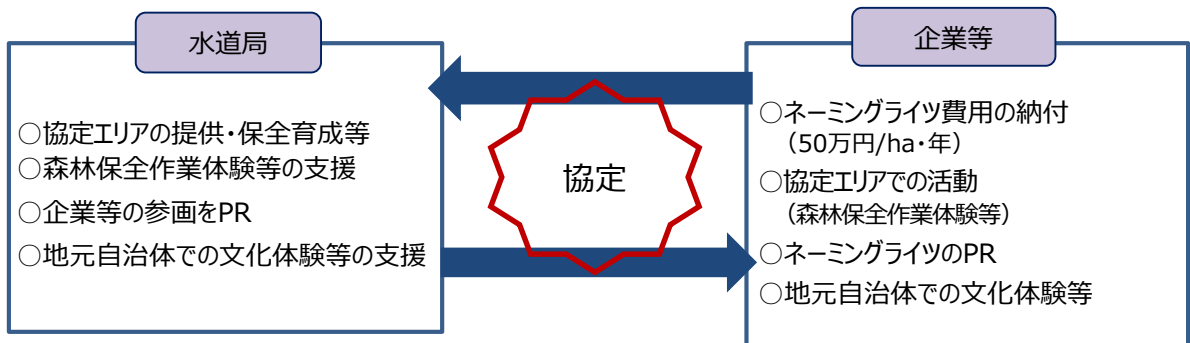 水道局
○協定エリアの提供・保全育成等
○森林保全作業体験等の支援
○企業等の参画をPR
○地元自治体での文化体験等の支援
協定
企業等
○ネーミングライツ費用の納付
（50万円/ha・年）
○協定エリアでの活動
（森林保全作業体験等）
○ネーミングライツのPR
○地元自治体での文化体験等